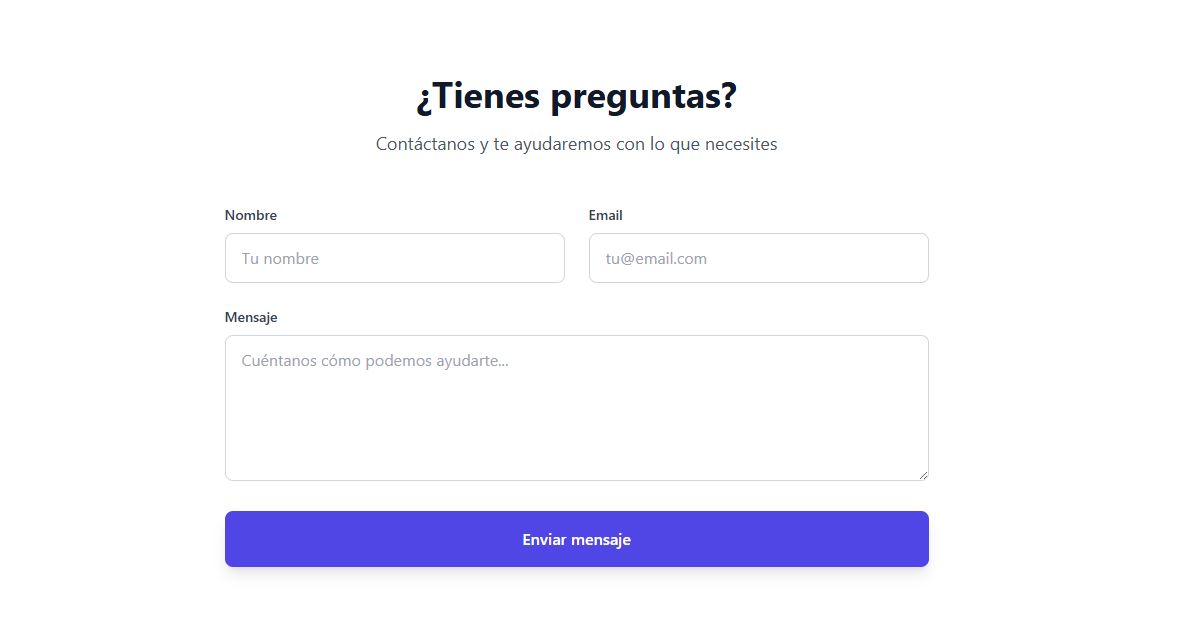 ¿Tienes preguntas?
Contáctanos y te ayudaremos con lo que necesites
Nombre
Email
Tu nombre
tu@email.com
Mensaje
Cuéntanos cómo podemos ayudarte...
Enviar mensaje